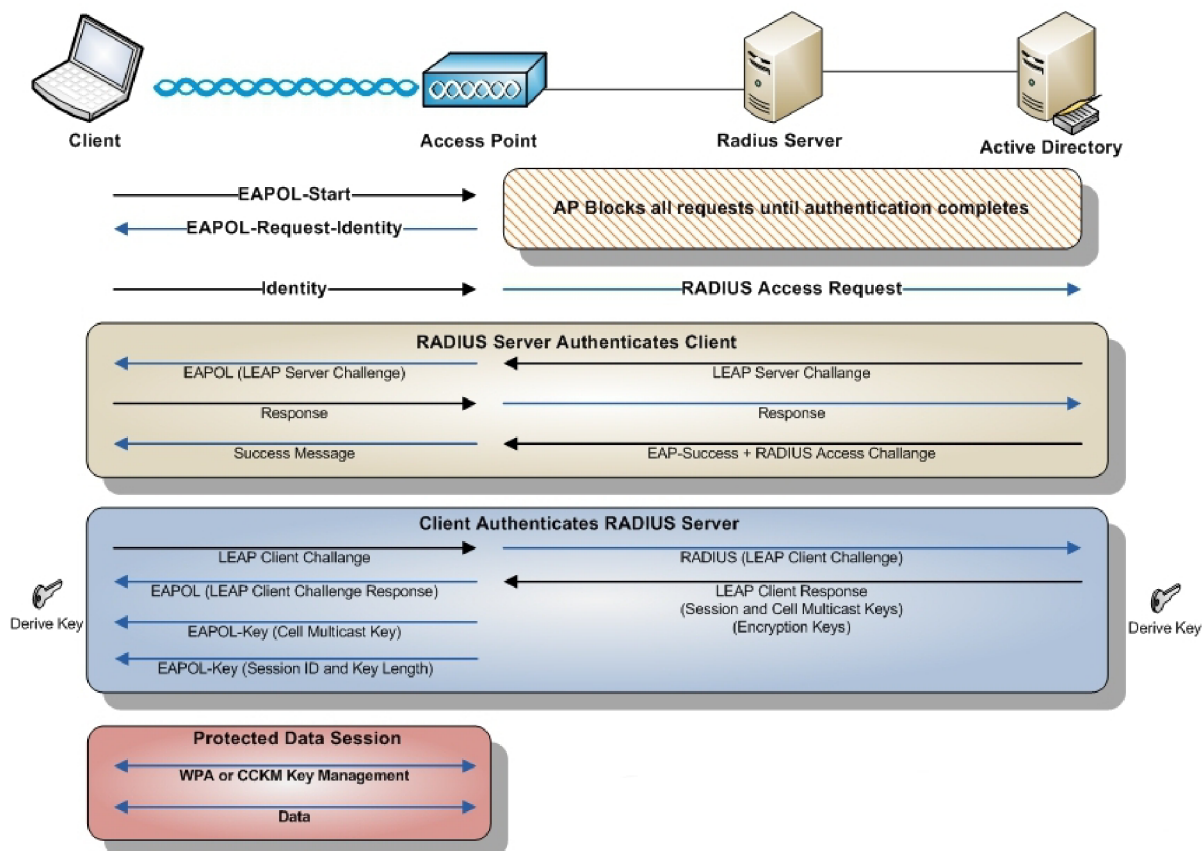 Client
Access Point
Radius Server
Active Directory
EAPOL-Start
AP Blocks all requests until authentication completes
EAPOL-Request-Identity
Identity
RADIUS Access Request
RADIUS Server Authenticates Client
EAPOL (LEAP Server Challenge)
LEAP Server Challange
Response
Response
Success Message
EAP-Success + RADIUS Access Challange
Client Authenticates RADIUS Server
LEAP Client Challange
RADIUS (LEAP Client Challenge)
EAPOL (LEAP Client Challenge Response)
LEAP Client Response
(Session and Cell Multicast Keys)
(Encryption Keys)
EAPOL-Key (Cell Multicast Key)
EAPOL-Key (Session ID and Key Length)
Derive Key
Derive Key
Protected Data Session
WPA or CCKM Key Management
Data